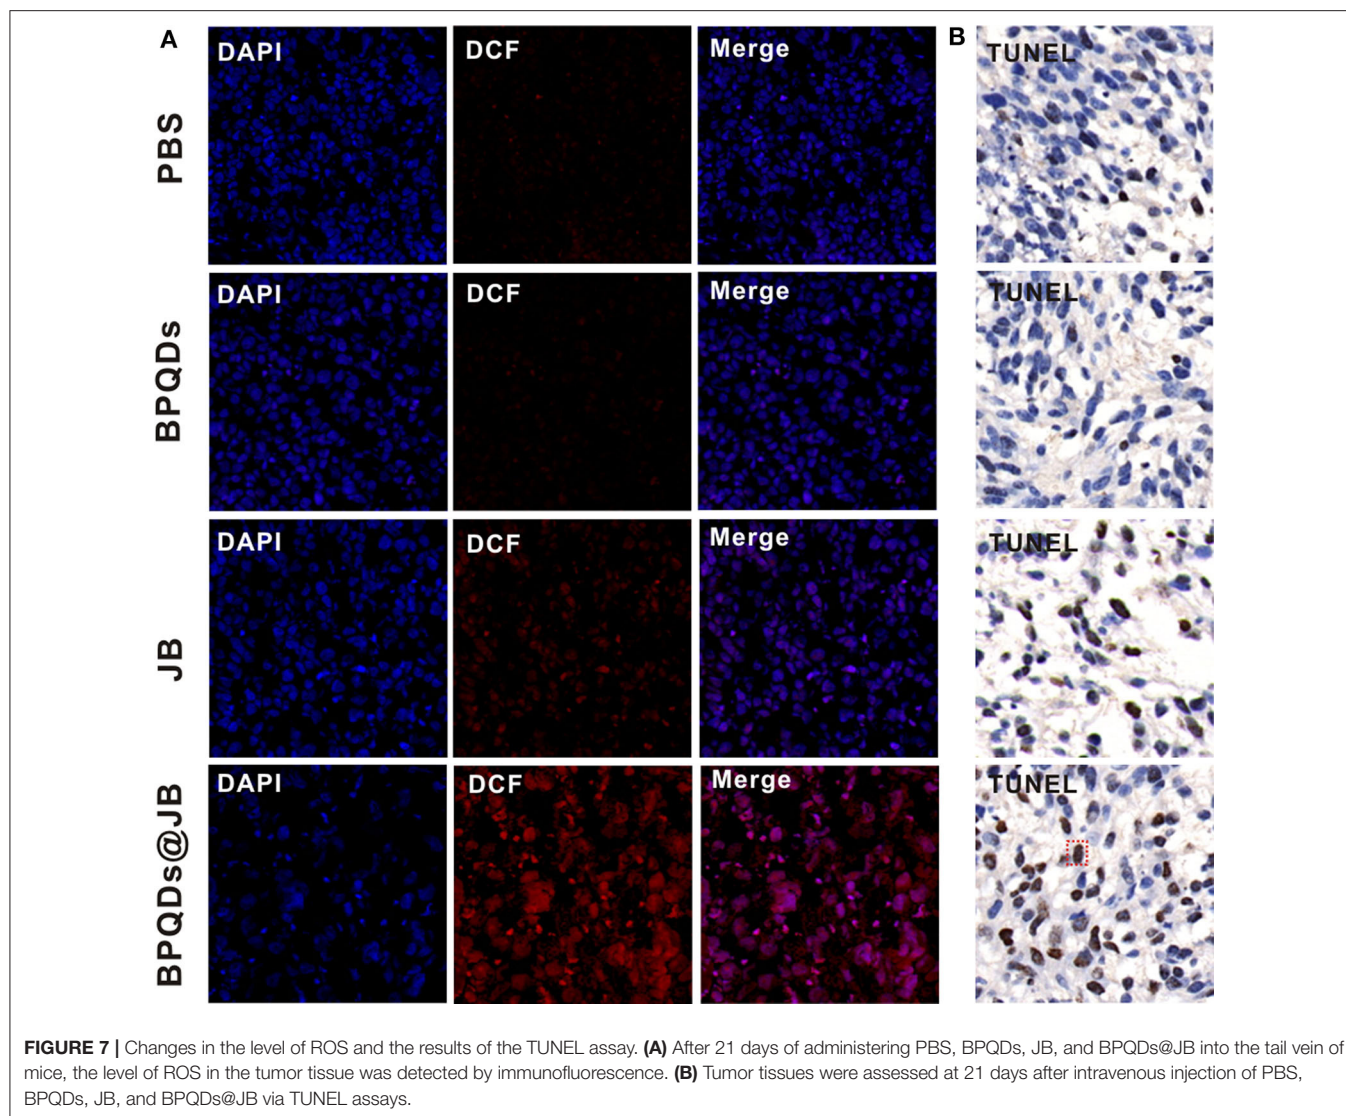 A
B
DAPI
DCF
Merge
TUNEL
PBS
DAPI
DCF
Merge
TUNEL
BPQDs
DAPI
DCF
Merge
TUNEL
JB
DAPI
DCF
Merge
TUNEL
BPQDs@JB
FIGURE 7 | Changes in the level of ROS and the results of the TUNEL assay. (A) After 21 days of administering PBS, BPQDs, JB, and BPQDs@JB into the tail vein of
mice, the level of ROS in the tumor tissue was detected by immunofluorescence. (B) Tumor tissues were assessed at 21 days after intravenous injection of PBS,
BPQDs, JB, and BPQDs@JB via TUNEL assays.